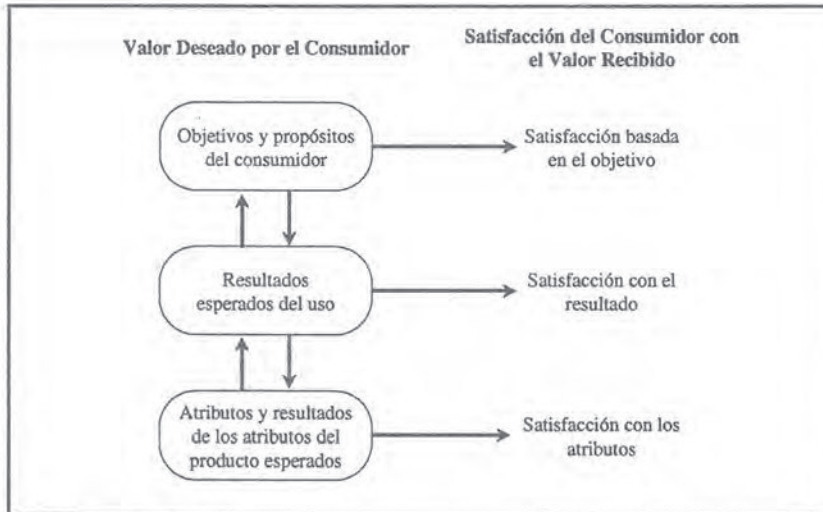 Valor Deseado por el Consumidor
Satisfacción del Consumidor con
el Valor Recibido
Objetivos y propósitos
del consumidor
Satisfacción basada
en el objetivo
Resultados
esperados del uso
Satisfacción con el
resultado
Atributos y resultados
de los atributos del
producto esperados
Satisfacción con los
atributos